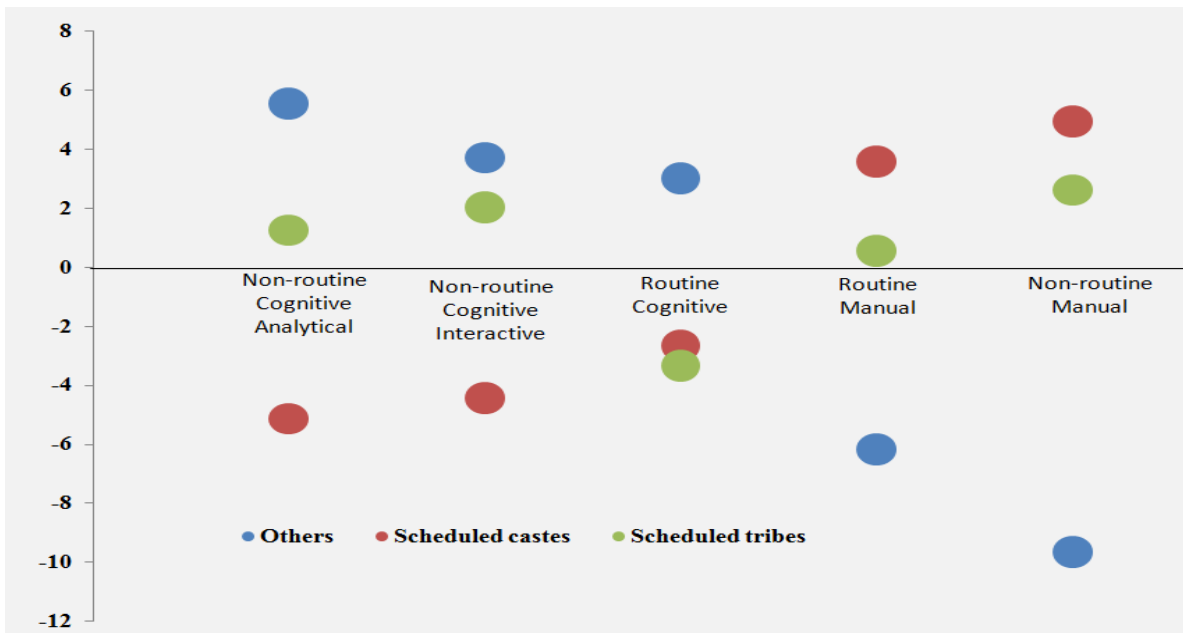 8
6
4
2
0
Non-routine
Cognitive
Analytical
Non-routine
Cognitive
Interactive
Routine
Cognitive
Routine
Manual
Non-routine
Manual
-2
-4
-6
-8
Others Scheduled castes Scheduled tribes
-10
-12